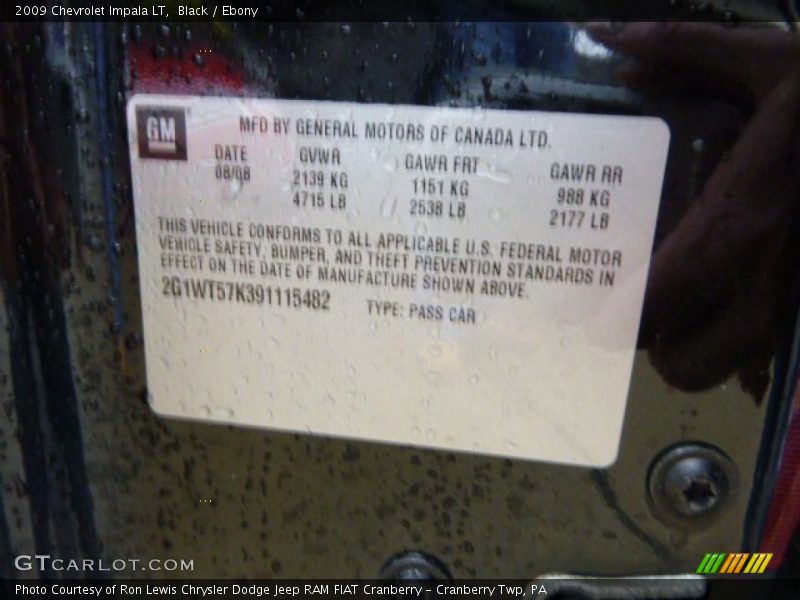 2009 Chevrolet Impala LT,  Black / Ebony
GM
MFD BY GENERAL MOTORS OF CANADA LTD.
DATE GVWR GAWR FRT GAWR RR
08/08 2139 KG 1151 KG 988 KG
4715 LB 2538 LB 2177 LB
THIS VEHICLE CONFORMS TO ALL APPLICABLE U.S. FEDERAL MOTOR
VEHICLE SAFETY, BUMPER, AND THEFT PREVENTION STANDARDS IN
EFFECT ON THE DATE OF MANUFACTURE SHOWN ABOVE.
2G1WT57K391115482 TYPE: PASS CAR
GTCARLOT.COM
Photo Courtesy of Ron Lewis Chrysler Dodge Jeep RAM FIAT Cranberry - Cranberry Twp, PA